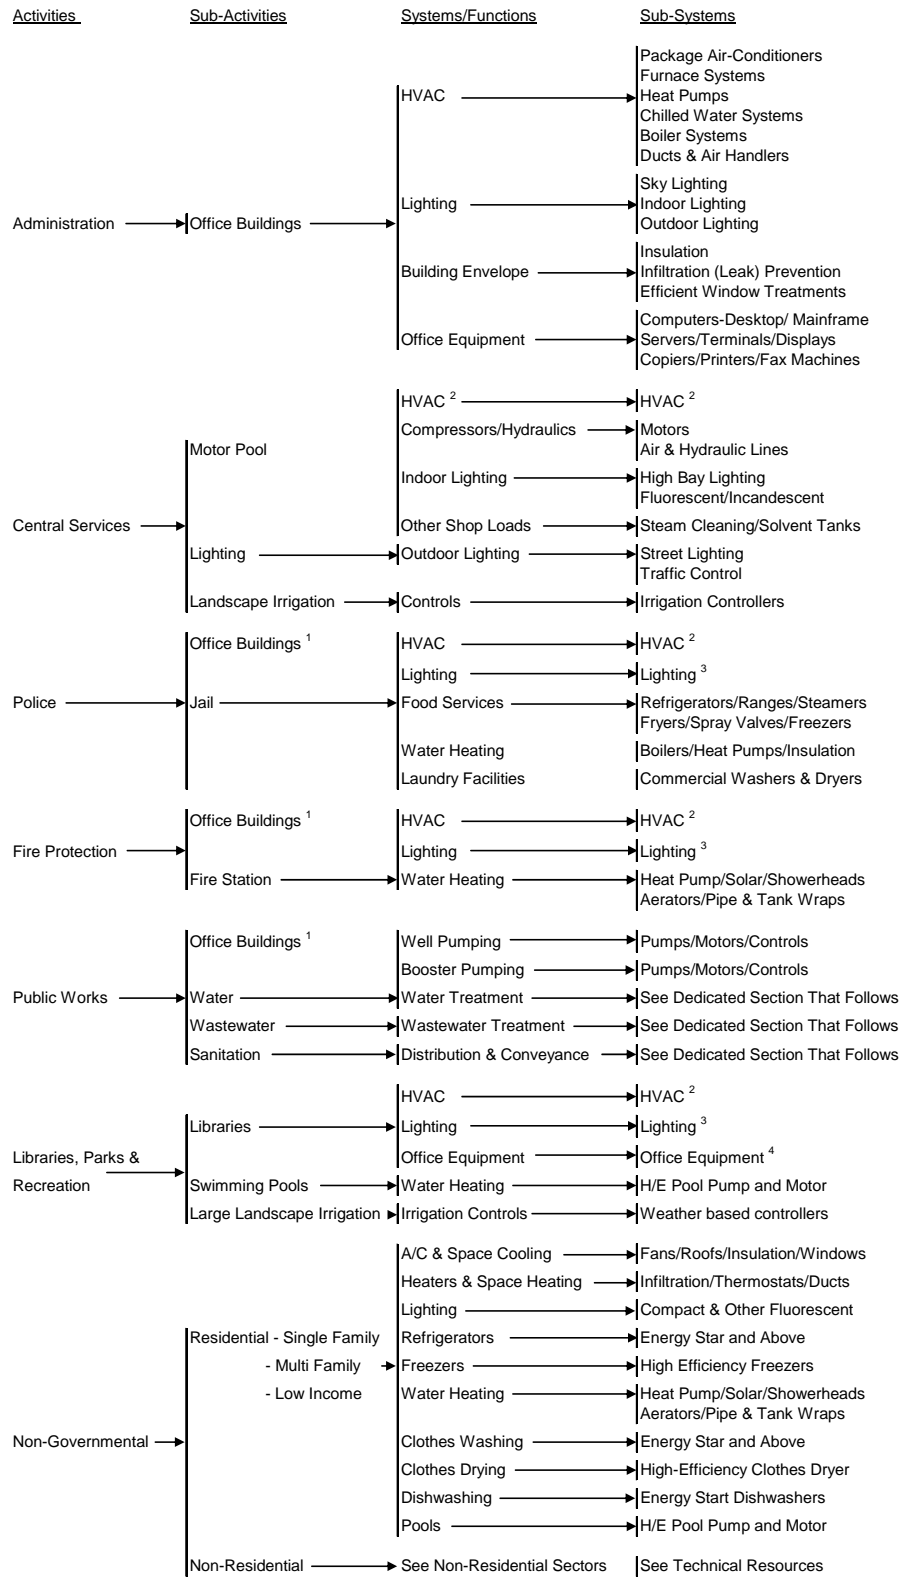 Activities Sub-Activities Systems/Functions Sub-Systems
Package Air-Conditioners
Furnace Systems
HVAC Heat Pumps
Chilled Water Systems
Boiler Systems
Ducts & Air Handlers
Sky Lighting
Lighting Indoor Lighting
Administration Office Buildings Outdoor Lighting
Insulation
Building Envelope Infiltration (Leak) Prevention
Efficient Window Treatments
Computers-Desktop/ Mainframe
Office Equipment Servers/Terminals/Displays
Copiers/Printers/Fax Machines
HVAC 2 HVAC 2
Compressors/Hydraulics Motors
Motor Pool Air & Hydraulic Lines
Indoor Lighting High Bay Lighting
Fluorescent/Incandescent
Central Services Other Shop Loads Steam Cleaning/Solvent Tanks
Lighting Outdoor Lighting Street Lighting
Traffic Control
Landscape Irrigation Controls Irrigation Controllers
Office Buildings 1 HVAC HVAC 2
Lighting Lighting 3
Police Jail Food Services Refrigerators/Ranges/Steamers
Fryers/Spray Valves/Freezers
Water Heating Boilers/Heat Pumps/Insulation
Laundry Facilities Commercial Washers & Dryers
Office Buildings 1 HVAC HVAC 2
Fire Protection Lighting Lighting 3
Fire Station Water Heating Heat Pump/Solar/Showerheads
Aerators/Pipe & Tank Wraps
Office Buildings 1 Well Pumping Pumps/Motors/Controls
Booster Pumping Pumps/Motors/Controls
Public Works Water Water Treatment See Dedicated Section That Follows
Wastewater Wastewater Treatment See Dedicated Section That Follows
Sanitation Distribution & Conveyance See Dedicated Section That Follows
HVAC HVAC 2
Libraries Lighting Lighting 3
Libraries, Parks & Office Equipment Office Equipment 4
Recreation Swimming Pools Water Heating H/E Pool Pump and Motor
Large Landscape Irrigation Irrigation Controls Weather based controllers
A/C & Space Cooling Fans/Roofs/Insulation/Windows
Heaters & Space Heating Infiltration/Thermostats/Ducts
Lighting Compact & Other Fluorescent
Residential - Single Family Refrigerators Energy Star and Above
- Multi Family Freezers High Efficiency Freezers
- Low Income Water Heating Heat Pump/Solar/Showerheads
Aerators/Pipe & Tank Wraps
Non-Governmental Clothes Washing Energy Star and Above
Clothes Drying High-Efficiency Clothes Dryer
Dishwashing Energy Start Dishwashers
Pools H/E Pool Pump and Motor
Non-Residential See Non-Residential Sectors See Technical Resources